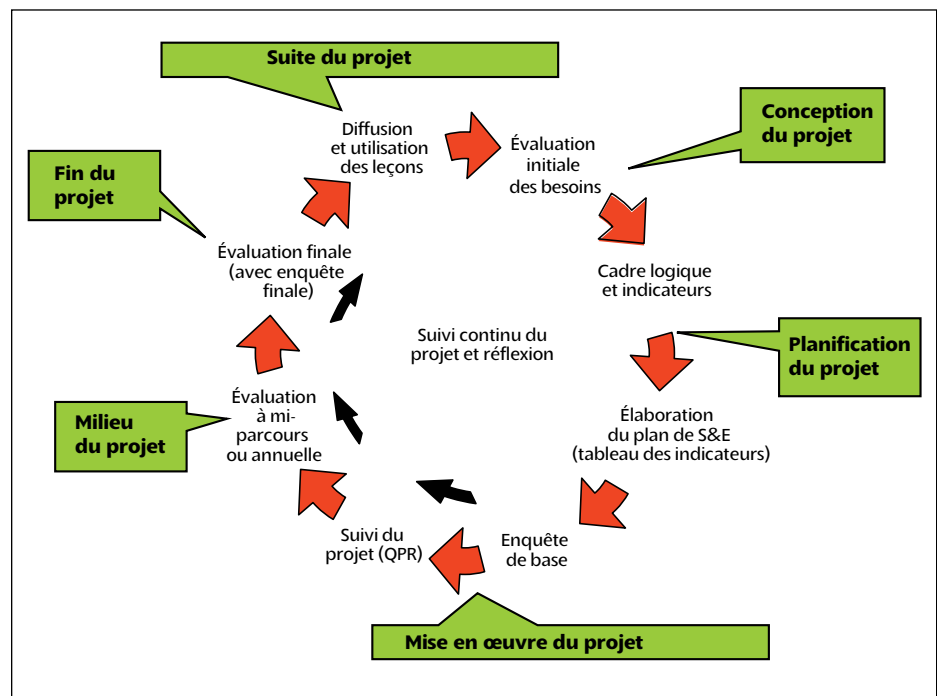 Suite du projet
Diffusion
et utilisation
des leçons
Évaluation
initiale
des besoins
Conception
du projet
Cadre logique
et indicateurs
Planification
du projet
Élaboration
du plan de S&E
(tableau des indicateurs)
Enquête
de base
Mise en œuvre du projet
Suivi du
projet (QPR)
Évaluation
à mi-
parcours
ou annuelle
Milieu
du projet
Évaluation finale
(avec enquête
finale)
Fin du
projet
Suivi continu du
projet et réflexion